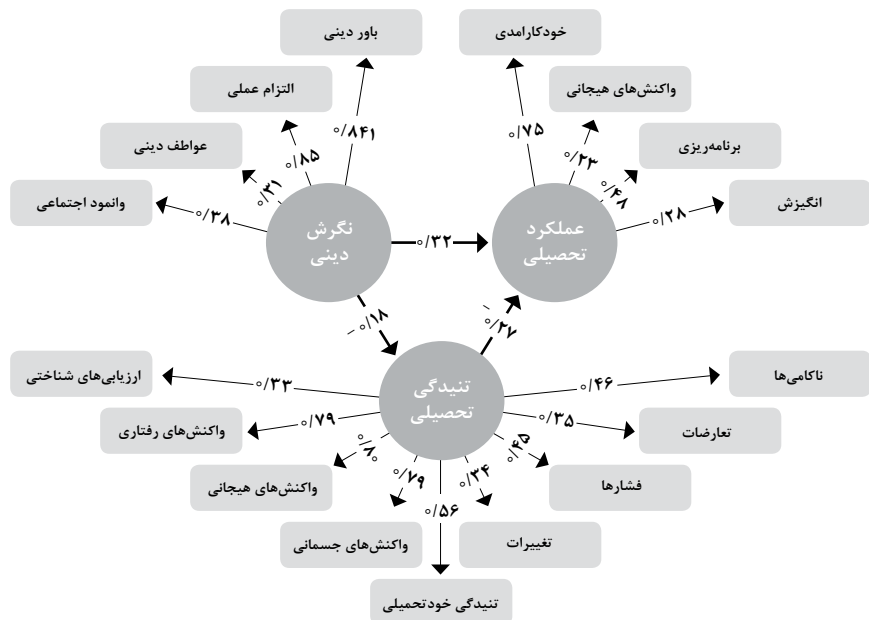 باور دینی
خودکارامدی
التزام عملی
واکنش‌های هیجانی
عواطف دینی
برنامه‌ریزی
وانمود اجتماعی
انگیزش
۰/۸۴۱
۰/۸۵
۰/۳۱
۰/۳۸
۰/۷۵
۰/۲۳
۰/۴۸
۰/۲۸
نگرش
دینی
۰/۳۲
عملکرد
تحصیلی
−۰/۱۸
−۰/۲۷
تنیدگی
تحصیلی
ارزیابی‌های شناختی
۰/۳۳
۰/۴۶
ناکامی‌ها
واکنش‌های رفتاری
۰/۷۹
۰/۳۵
تعارضات
واکنش‌های هیجانی
۰/۸۰
۰/۴۵
فشارها
واکنش‌های جسمانی
۰/۷۹
۰/۳۴
تغییرات
۰/۵۶
تنیدگی خودتحمیلی